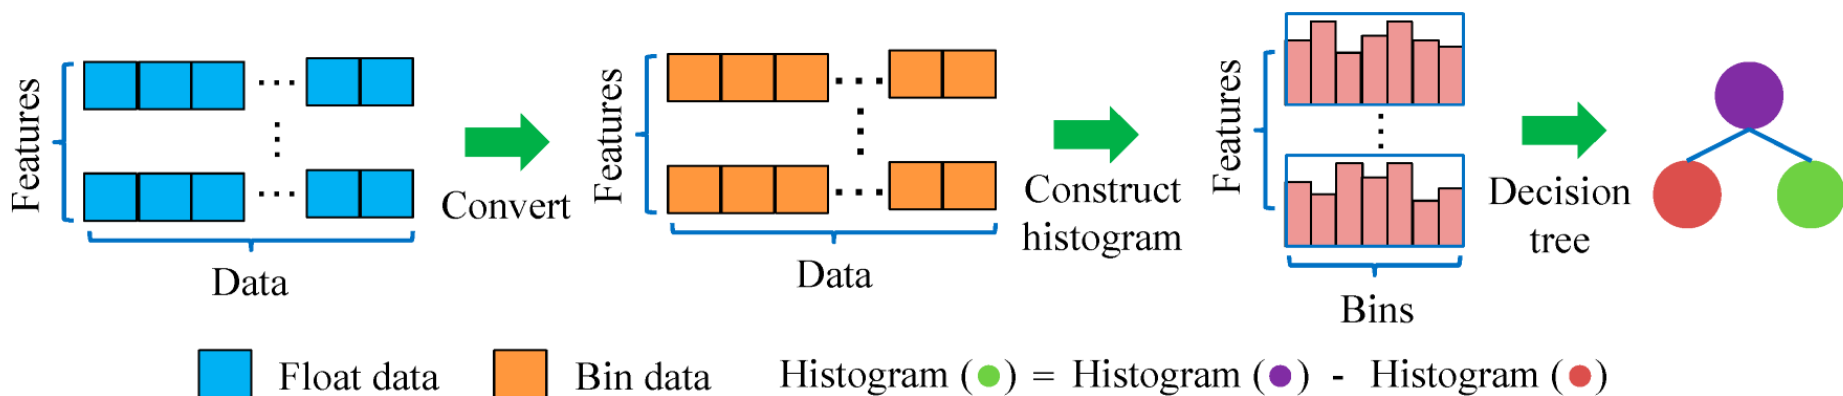 Features
Data
Convert
Features
Data
Construct
histogram
Features
Bins
Decision
tree
Float data
Bin data
Histogram ( ) = Histogram ( ) - Histogram ( )